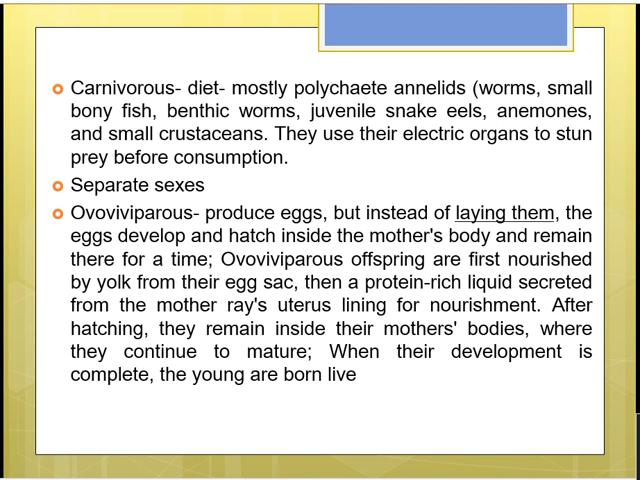 Carnivorous- diet- mostly polychaete annelids (worms, small
bony fish, benthic worms, juvenile snake eels, anemones,
and small crustaceans. They use their electric organs to stun
prey before consumption.
Separate sexes
Ovoviviparous- produce eggs, but instead of laying them, the
eggs develop and hatch inside the mother's body and remain
there for a time; Ovoviviparous offspring are first nourished
by yolk from their egg sac, then a protein-rich liquid secreted
from the mother ray's uterus lining for nourishment. After
hatching, they remain inside their mothers' bodies, where
they continue to mature; When their development is
complete, the young are born live